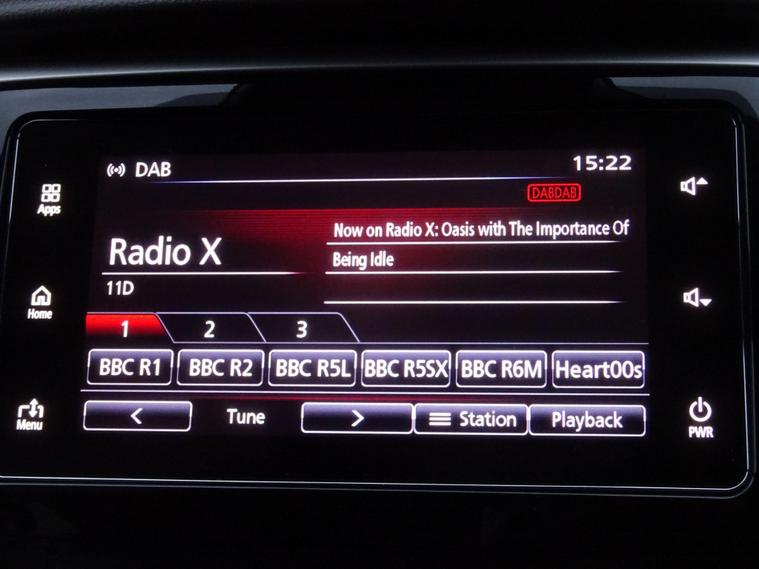 DAB
15:22
DABDAB
Apps
Radio X
Now on Radio X: Oasis with The Importance Of
Being Idle
11D
Home
1 2 3
BBC R1 BBC R2 BBC R5L BBC R5SX BBC R6M Heart00s
Menu
< Tune > Station Playback
PWR